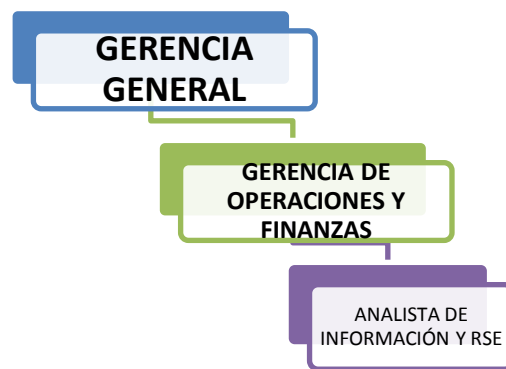 GERENCIA
GENERAL
GERENCIA DE
OPERACIONES Y
FINANZAS
ANALISTA DE
INFORMACIÓN Y RSE